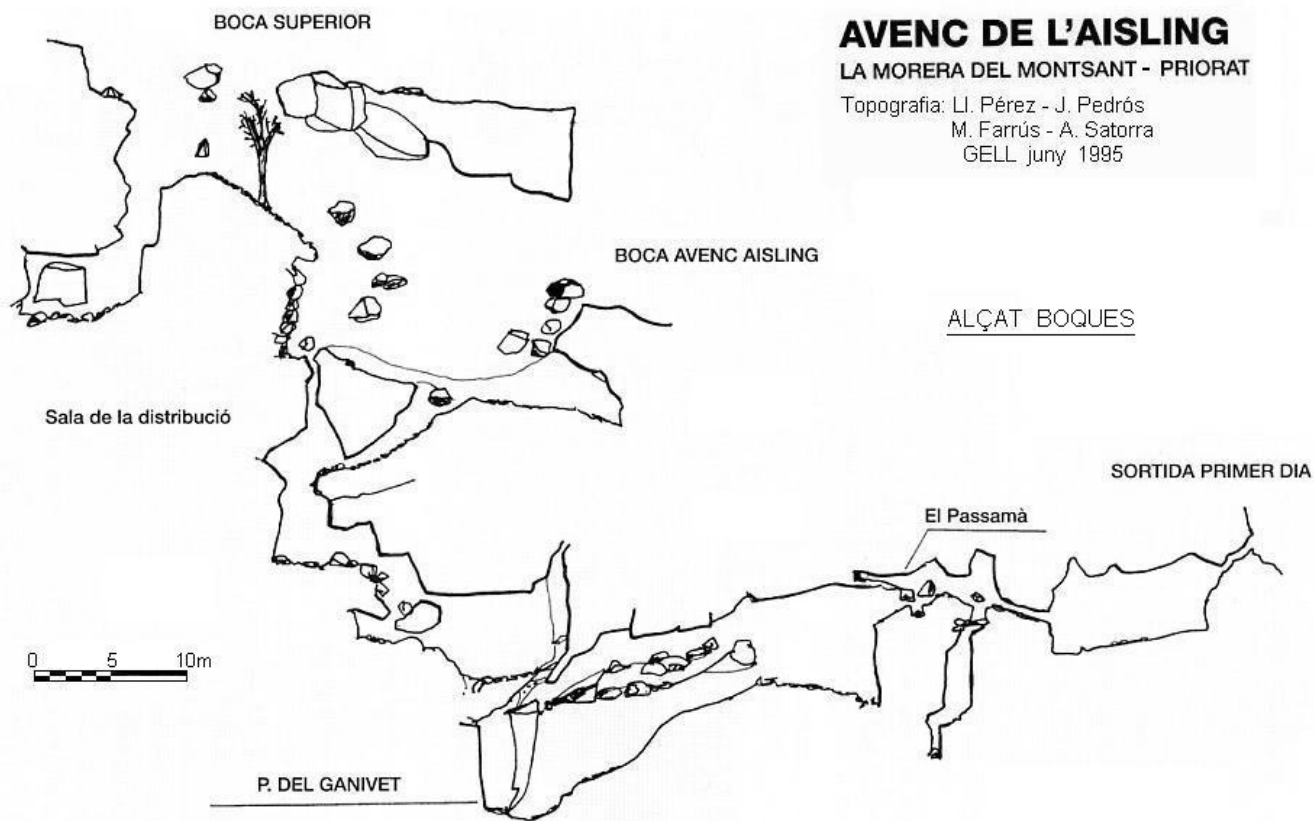 BOCA SUPERIOR
AVENC DE L'AISLING
LA MORERA DEL MONTSANT - PRIORAT
Topografia: Ll. Pérez - J. Pedrós
M. Farrús - A. Satorra
GELL juny 1995
BOCA AVENC AISLING
ALÇAT BOQUES
Sala de la distribució
SORTIDA PRIMER DIA
El Passamà
0 5 10m
P. DEL GANIVET